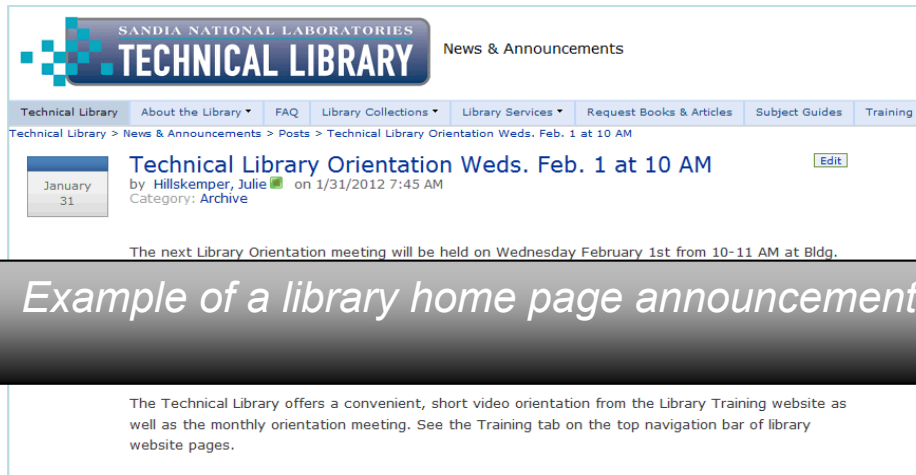 SANDIA NATIONAL LABORATORIES
TECHNICAL LIBRARY
News & Announcements
Technical Library About the Library FAQ Library Collections Library Services Request Books & Articles Subject Guides Training
Technical Library > News & Announcements > Posts > Technical Library Orientation Weds. Feb. 1 at 10 AM
January
31
Technical Library Orientation Weds. Feb. 1 at 10 AM
Edit
by Hillskemper, Julie on 1/31/2012 7:45 AM
Category: Archive
The next Library Orientation meeting will be held on Wednesday February 1st from 10-11 AM at Bldg.
Example of a library home page announcement
The Technical Library offers a convenient, short video orientation from the Library Training website as
well as the monthly orientation meeting. See the Training tab on the top navigation bar of library
website pages.